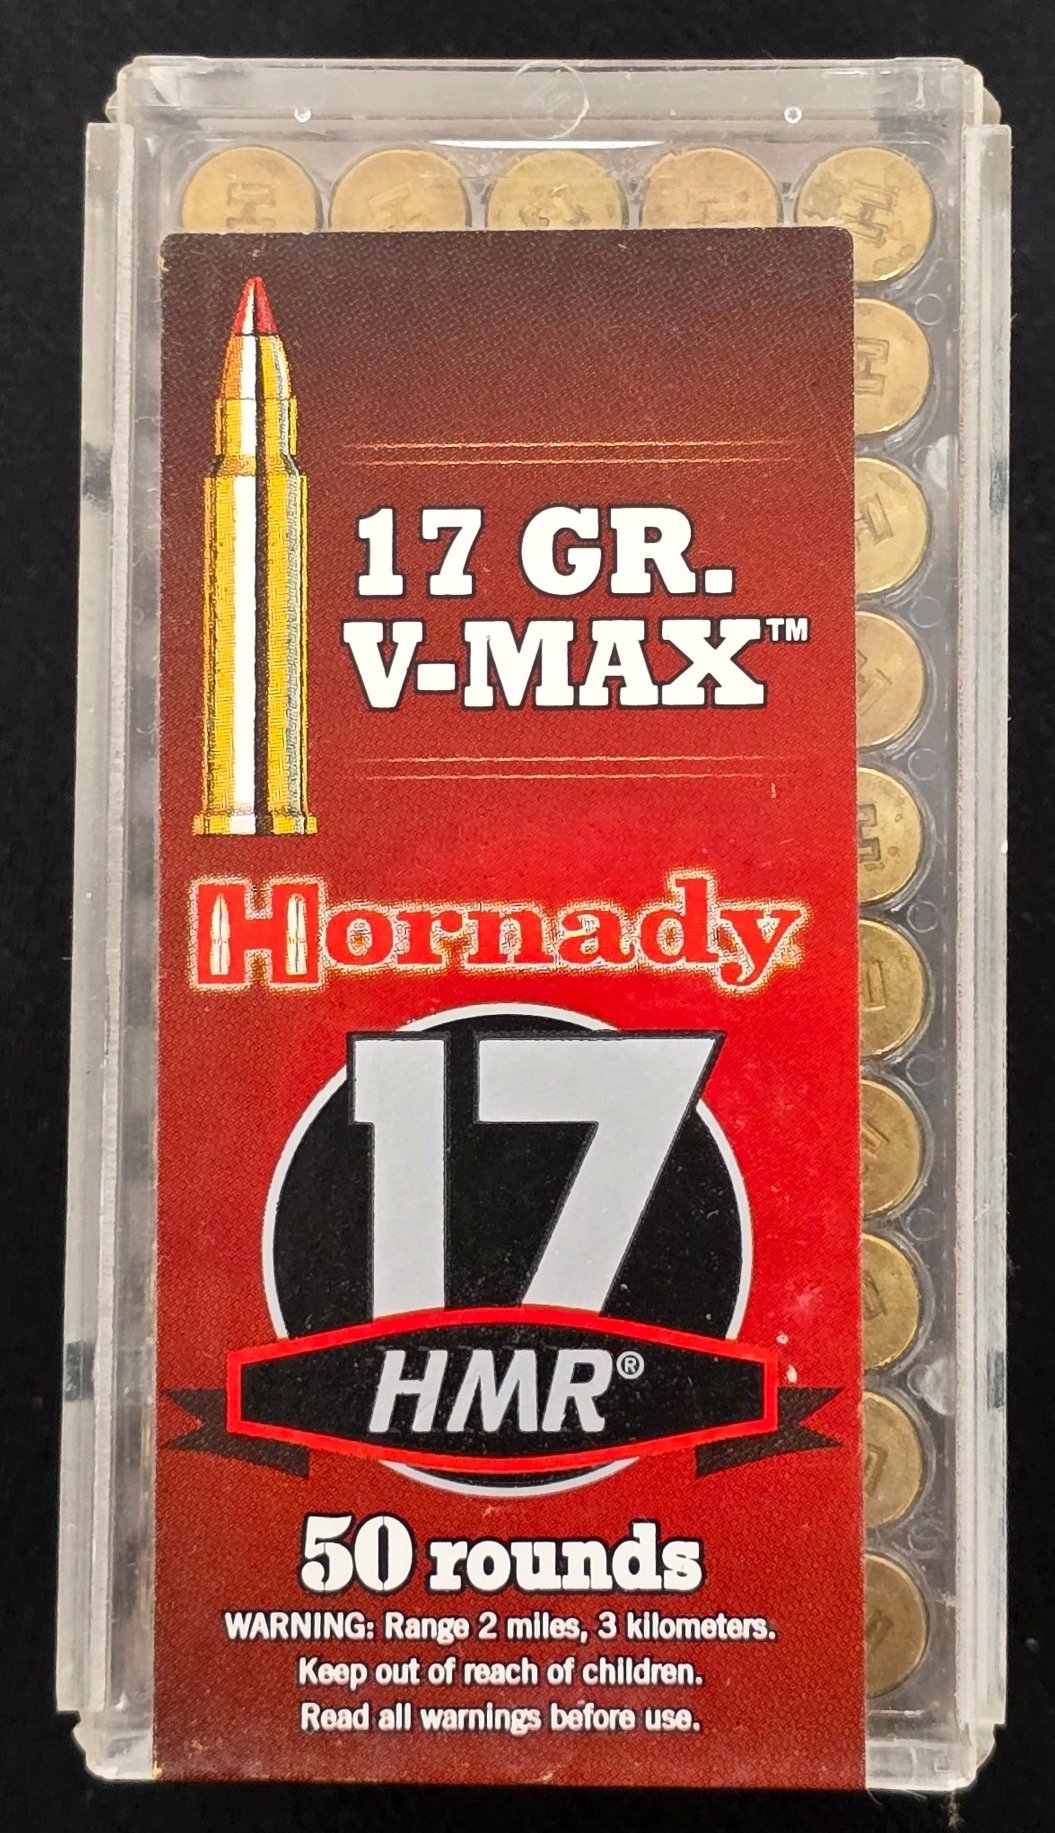 17 GR.
V-MAX™
Hornady
17
HMR®
50 rounds
WARNING: Range 2 miles, 3 kilometers.
Keep out of reach of children.
Read all warnings before use.